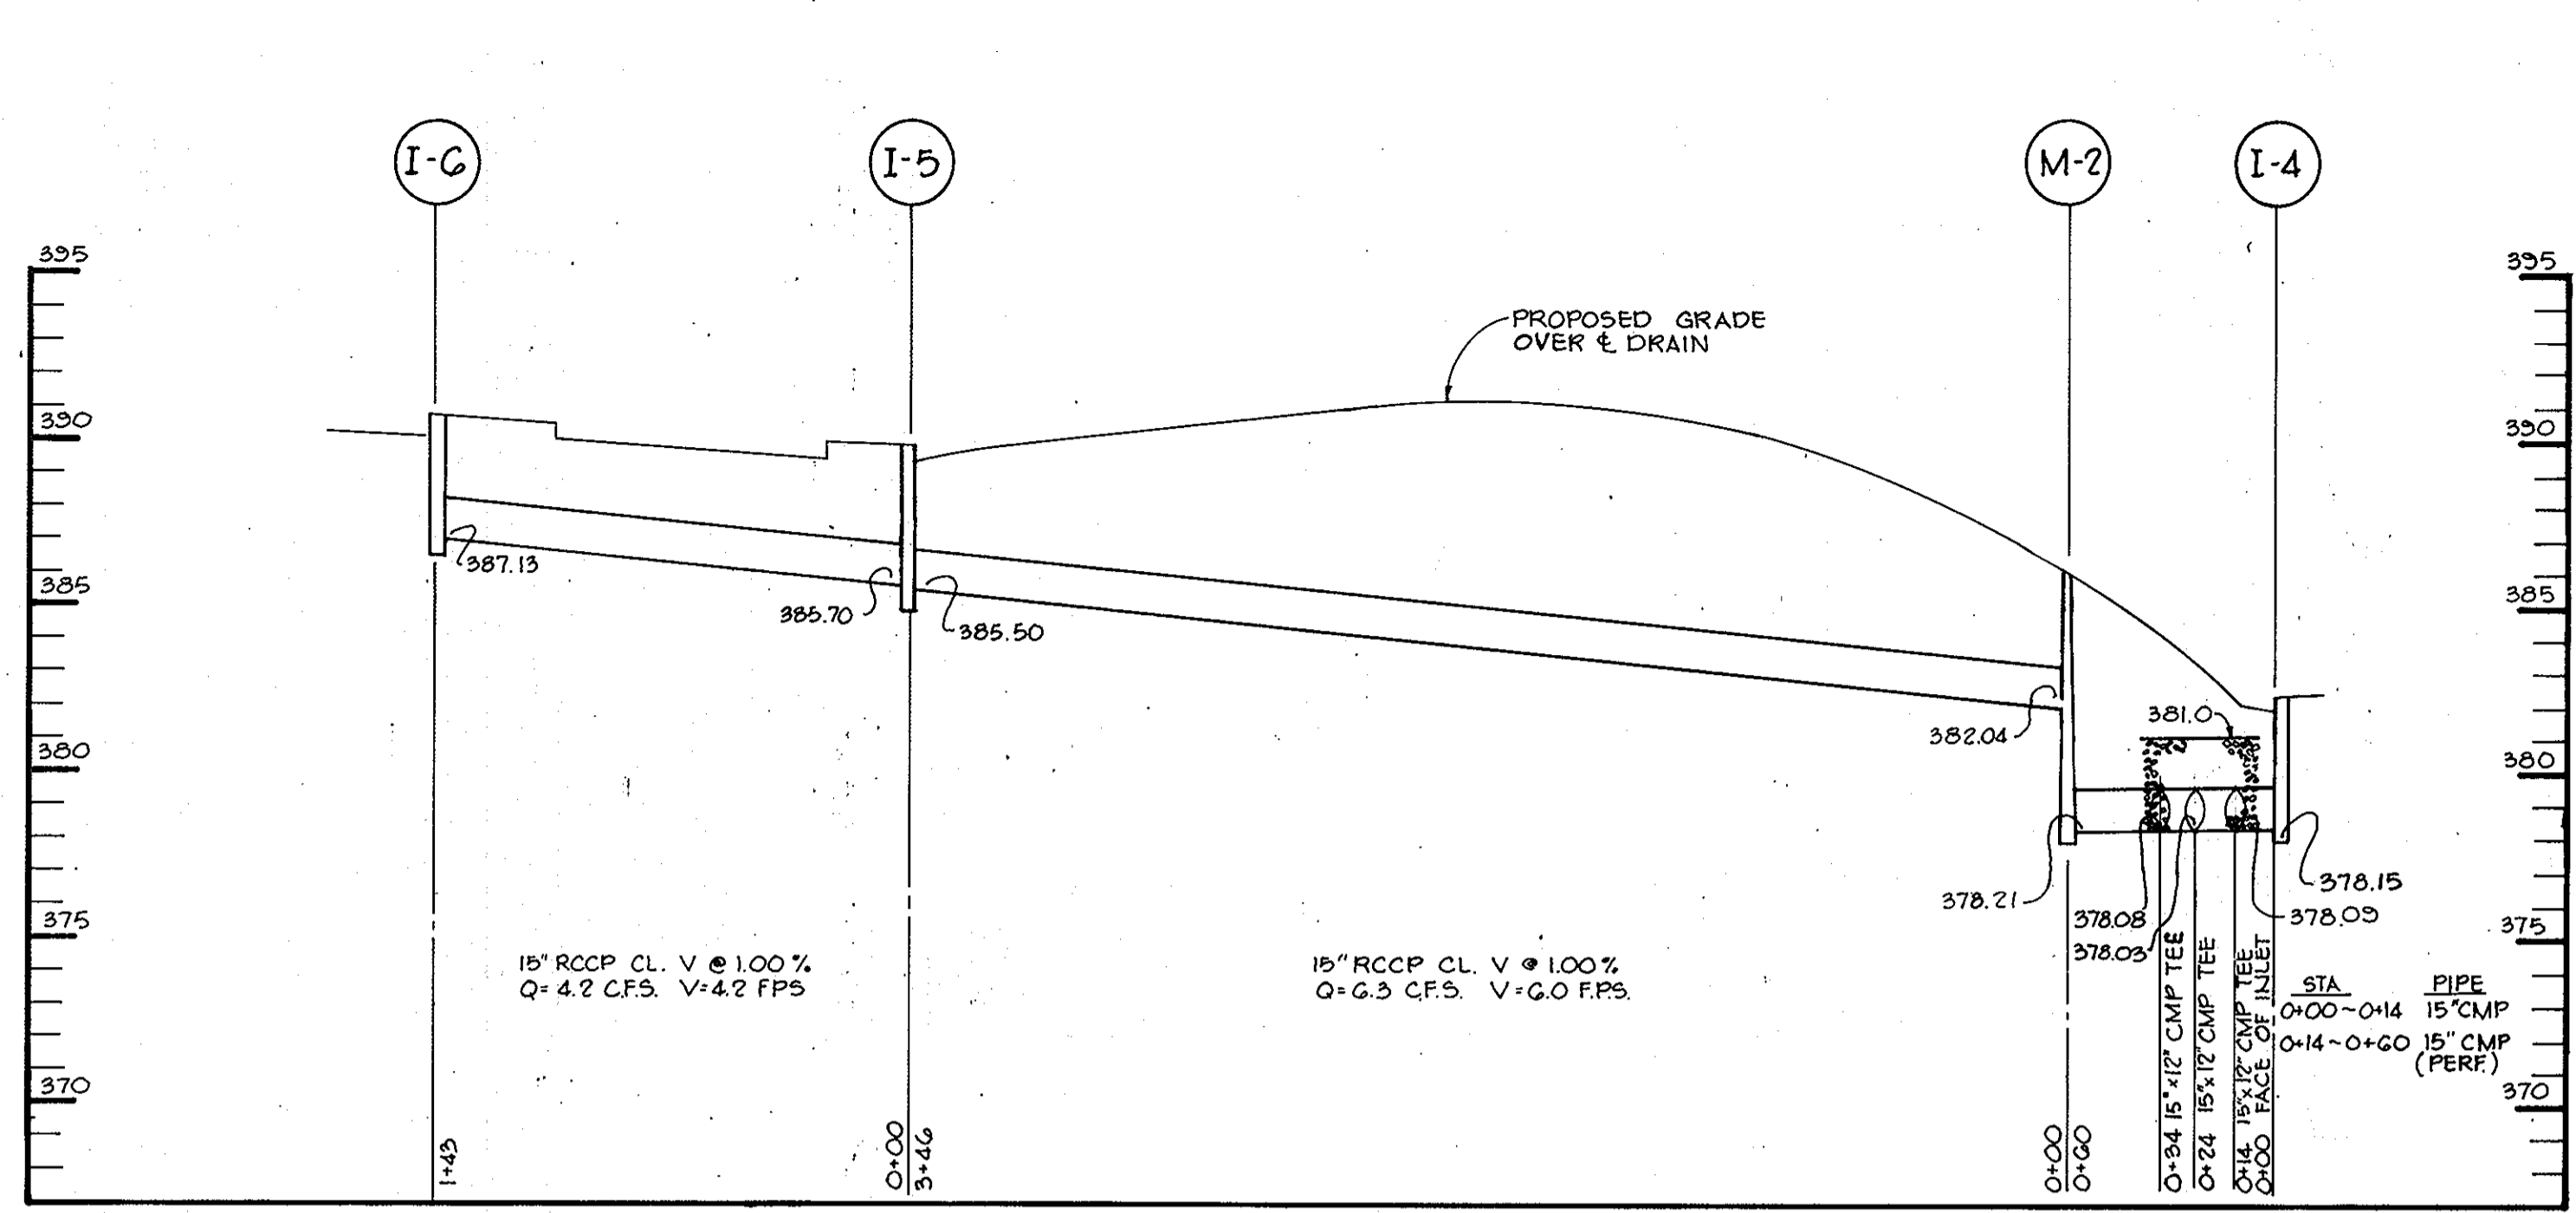 I-6
I-5
M-2
I-4
395
390
385
380
375
370
395
390
385
380
375
370
PROPOSED GRADE
OVER ℄ DRAIN
387.13
385.70
385.50
382.04
381.0
378.21
378.08
378.03
378.15
378.09
15" RCCP CL. V @ 1.00 %
Q= 4.2 C.F.S. V=4.2 FPS
15" RCCP CL. V @ 1.00%
Q=6.3 C.F.S. V=6.0 F.P.S.
STA PIPE
0+00~0+14 15"CMP
0+14~0+60 15" CMP
(PERF.)
1+43
0+00
3+46
0+00
0+60
0+34 15"x12" CMP TEE
0+24 15"x12" CMP TEE
0+14 15"x12" CMP TEE
0+00 FACE OF INLET